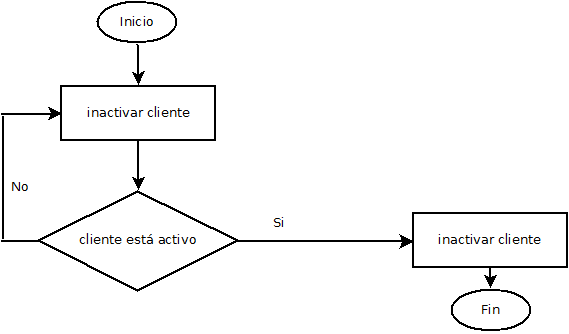 Inicio
inactivar cliente
No
Si
cliente está activo
inactivar cliente
Fin